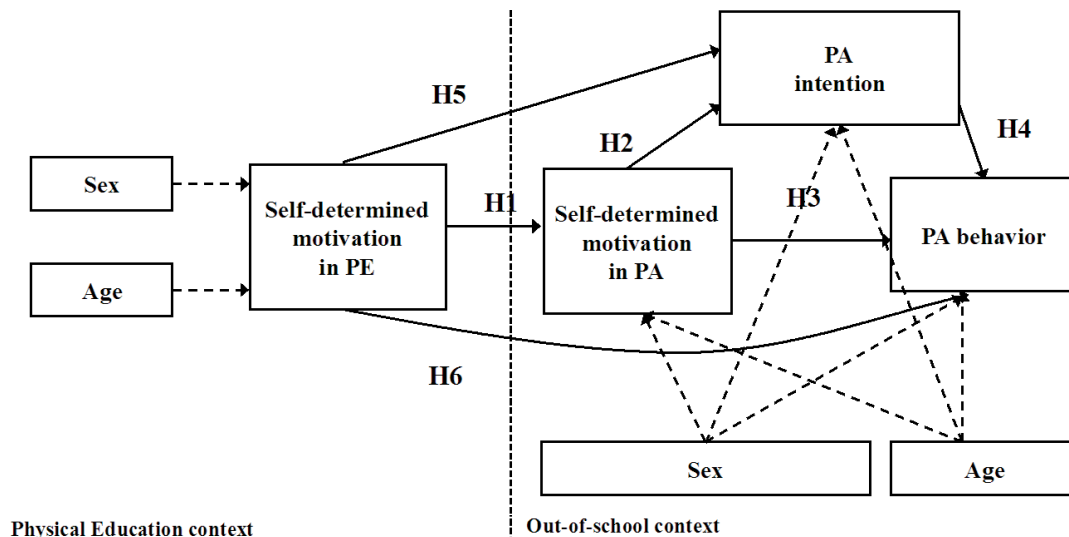 PA
intention
H5
H2
H4
Sex
Self-determined
motivation
in PE
H1
Self-determined
motivation
in PA
H3
PA behavior
Age
H6
Sex
Age
Physical Education context
Out-of-school context